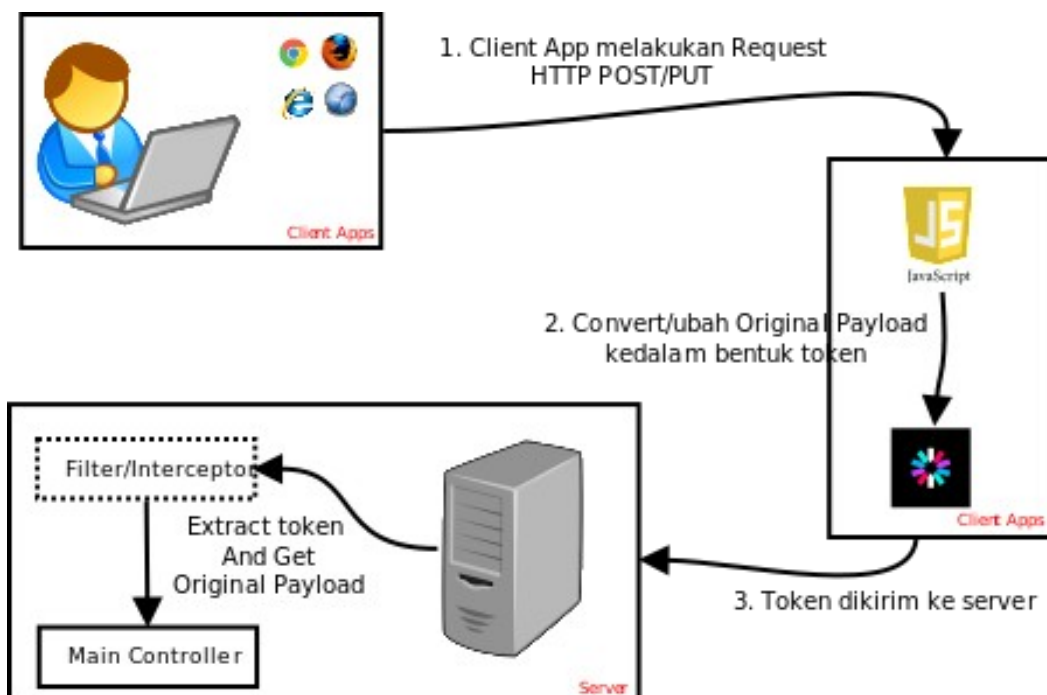 1. Client App melakukan Request
HTTP POST/PUT
Client Apps
JS
JavaScript
2. Convert/ubah Original Payload
kedalam bentuk token
Client Apps
3. Token dikirim ke server
Filter/Interceptor
Extract token
And Get
Original Payload
Main Controller
Server